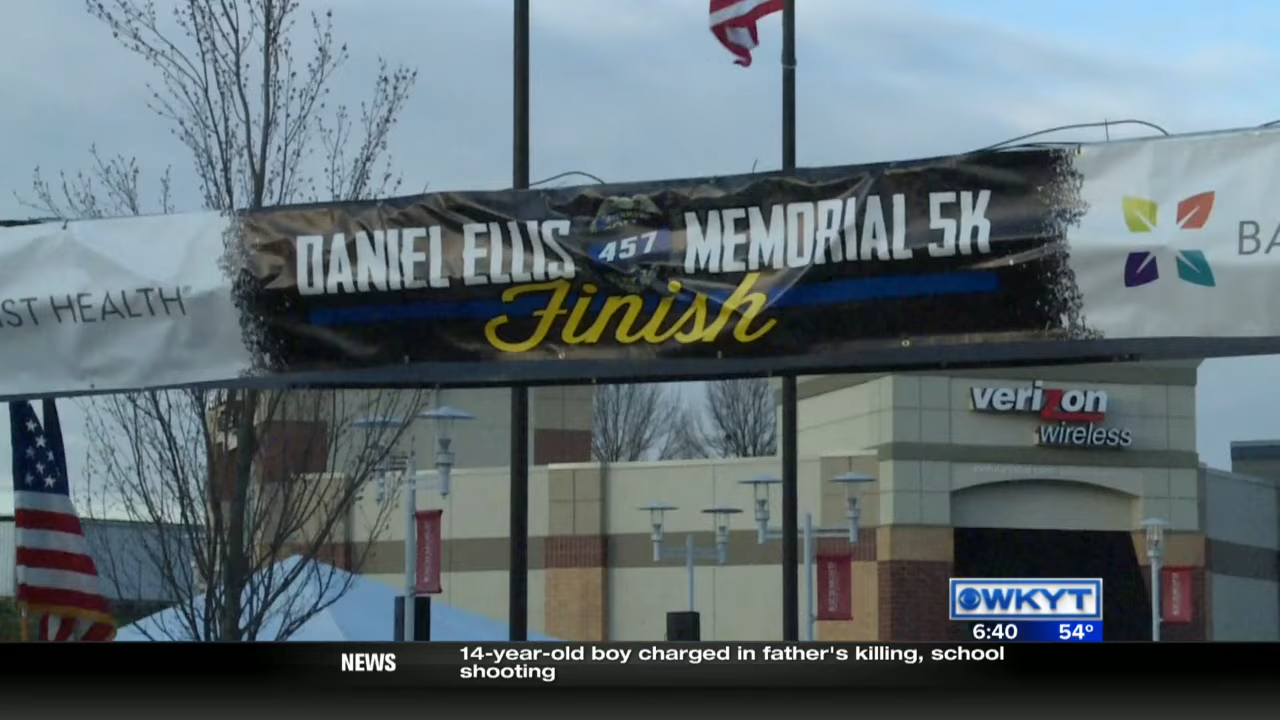 DANIEL ELLIS 457 MEMORIAL 5K
Finish
ST HEALTH
BA
verizon
wireless
WKYT
6:40 54°
NEWS
14-year-old boy charged in father's killing, school
shooting